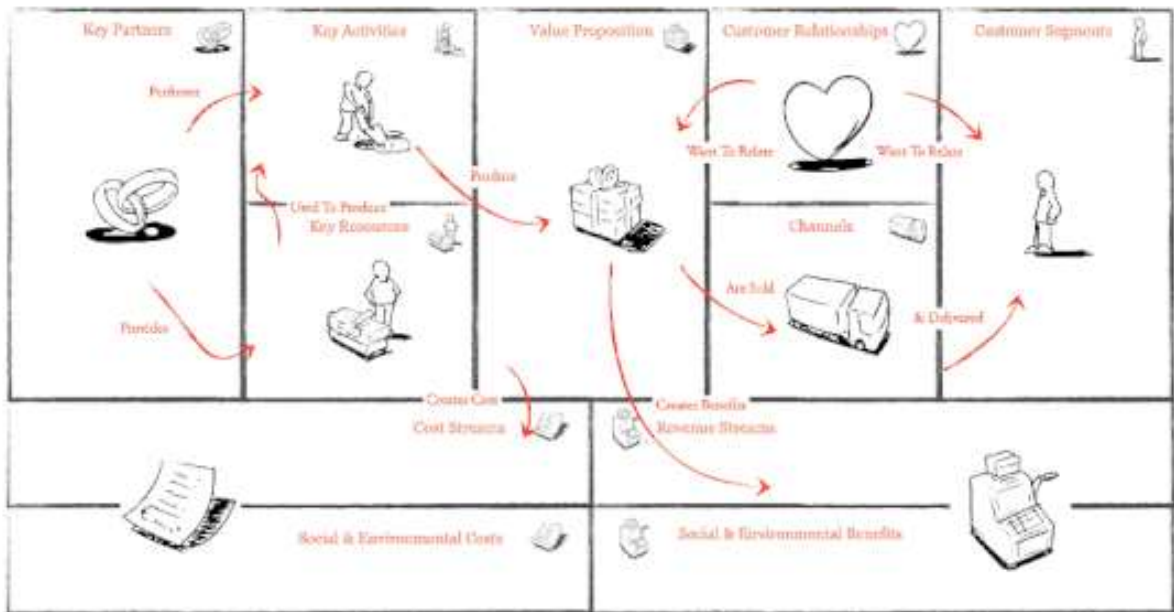 Key Partners
Key Activities
Value Proposition
Customer Relationships
Customer Segments
Performs
Want To Relate
Want To Relate
Produce
Used To Produce
Key Resources
Channels
Are Sold
& Delivered
Provides
Creates Cost
Creates Benefits
Cost Streams
Revenue Streams
Social & Environmental Costs
Social & Environmental Benefits